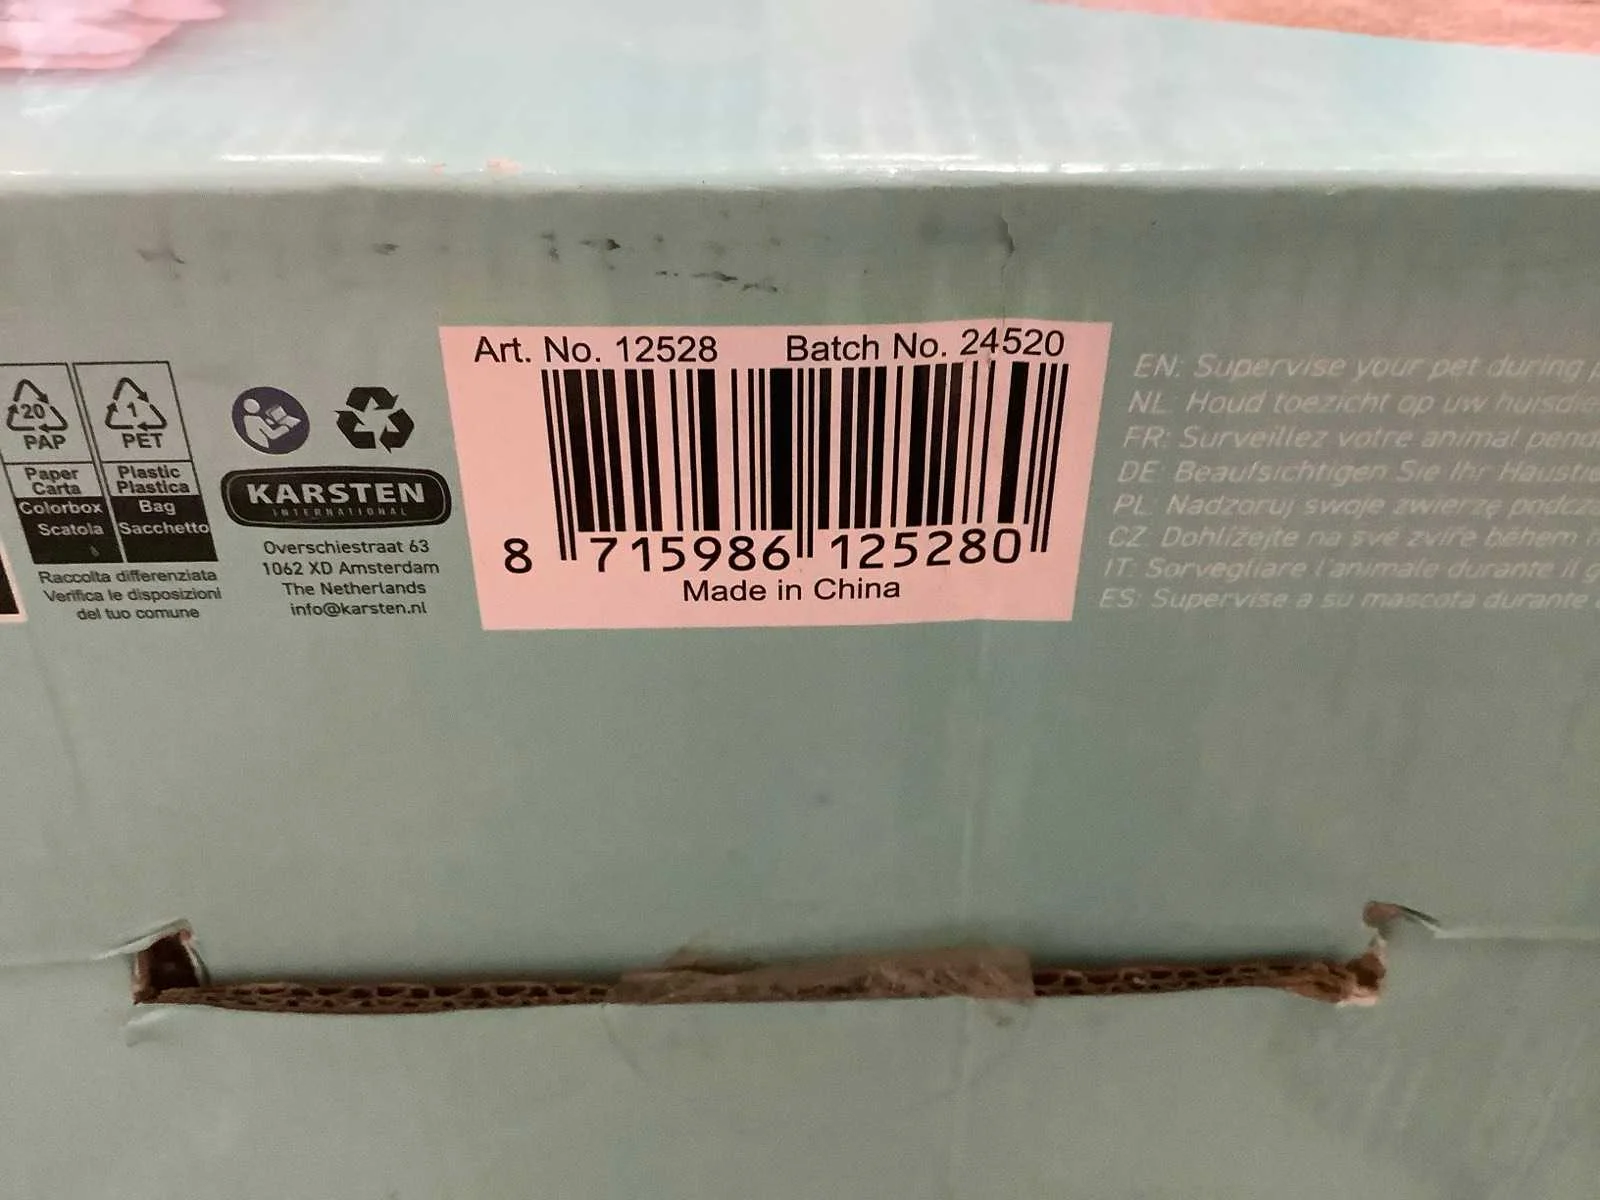 20
PAP
Paper
Carta
Colorbox
Scatola
1
PET
Plastic
Plastica
Bag
Sacchetto
Raccolta differenziata
Verifica le disposizioni
del tuo comune
KARSTEN
INTERNATIONAL
Overschiestraat 63
1062 XD Amsterdam
The Netherlands
info@karsten.nl
Art. No. 12528 Batch No. 24520
8 715986 125280
Made in China
EN: Supervise your pet during
NL: Houd toezicht op uw
FR: Surveillez votre animal
DE: Beaufsichtigen Sie Ihr
PL: Nadzoruj swoje zwierzę podczas
CZ: Dohlížejte na své zvíře během
IT: Sorvegliare l'animale durante il
ES: Supervise a su mascota durante